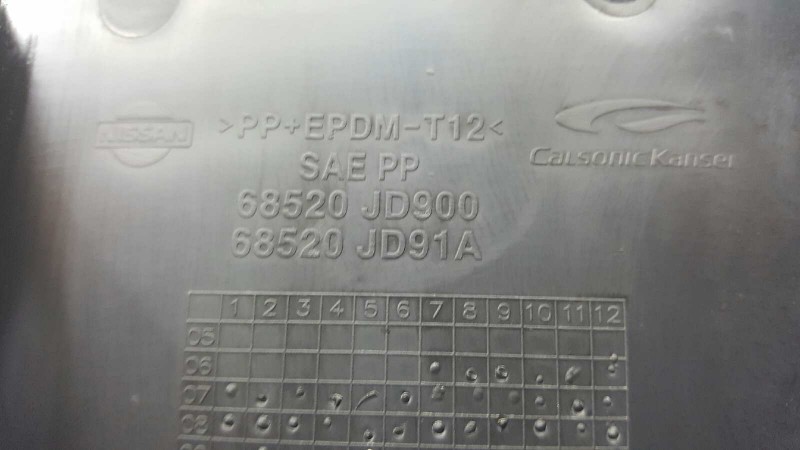 NISSAN
>PP+EPDM-T12<
CalsonicKansei
SAE PP
68520 JD900
68520 JD91A
1 2 3 4 5 6 7 8 9 10 11 12
05
06
07
08